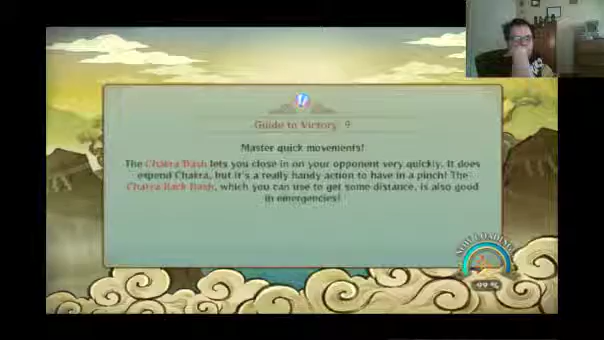 Guide to Victory 9
Master quick movements!
The Chakra Dash lets you close in on your opponent very quickly. It does
expend Chakra, but it's a really handy action to have in a pinch! The
Chakra Back Dash, which you can use to get some distance, is also good
in emergencies!
NOW LOADING
99 %